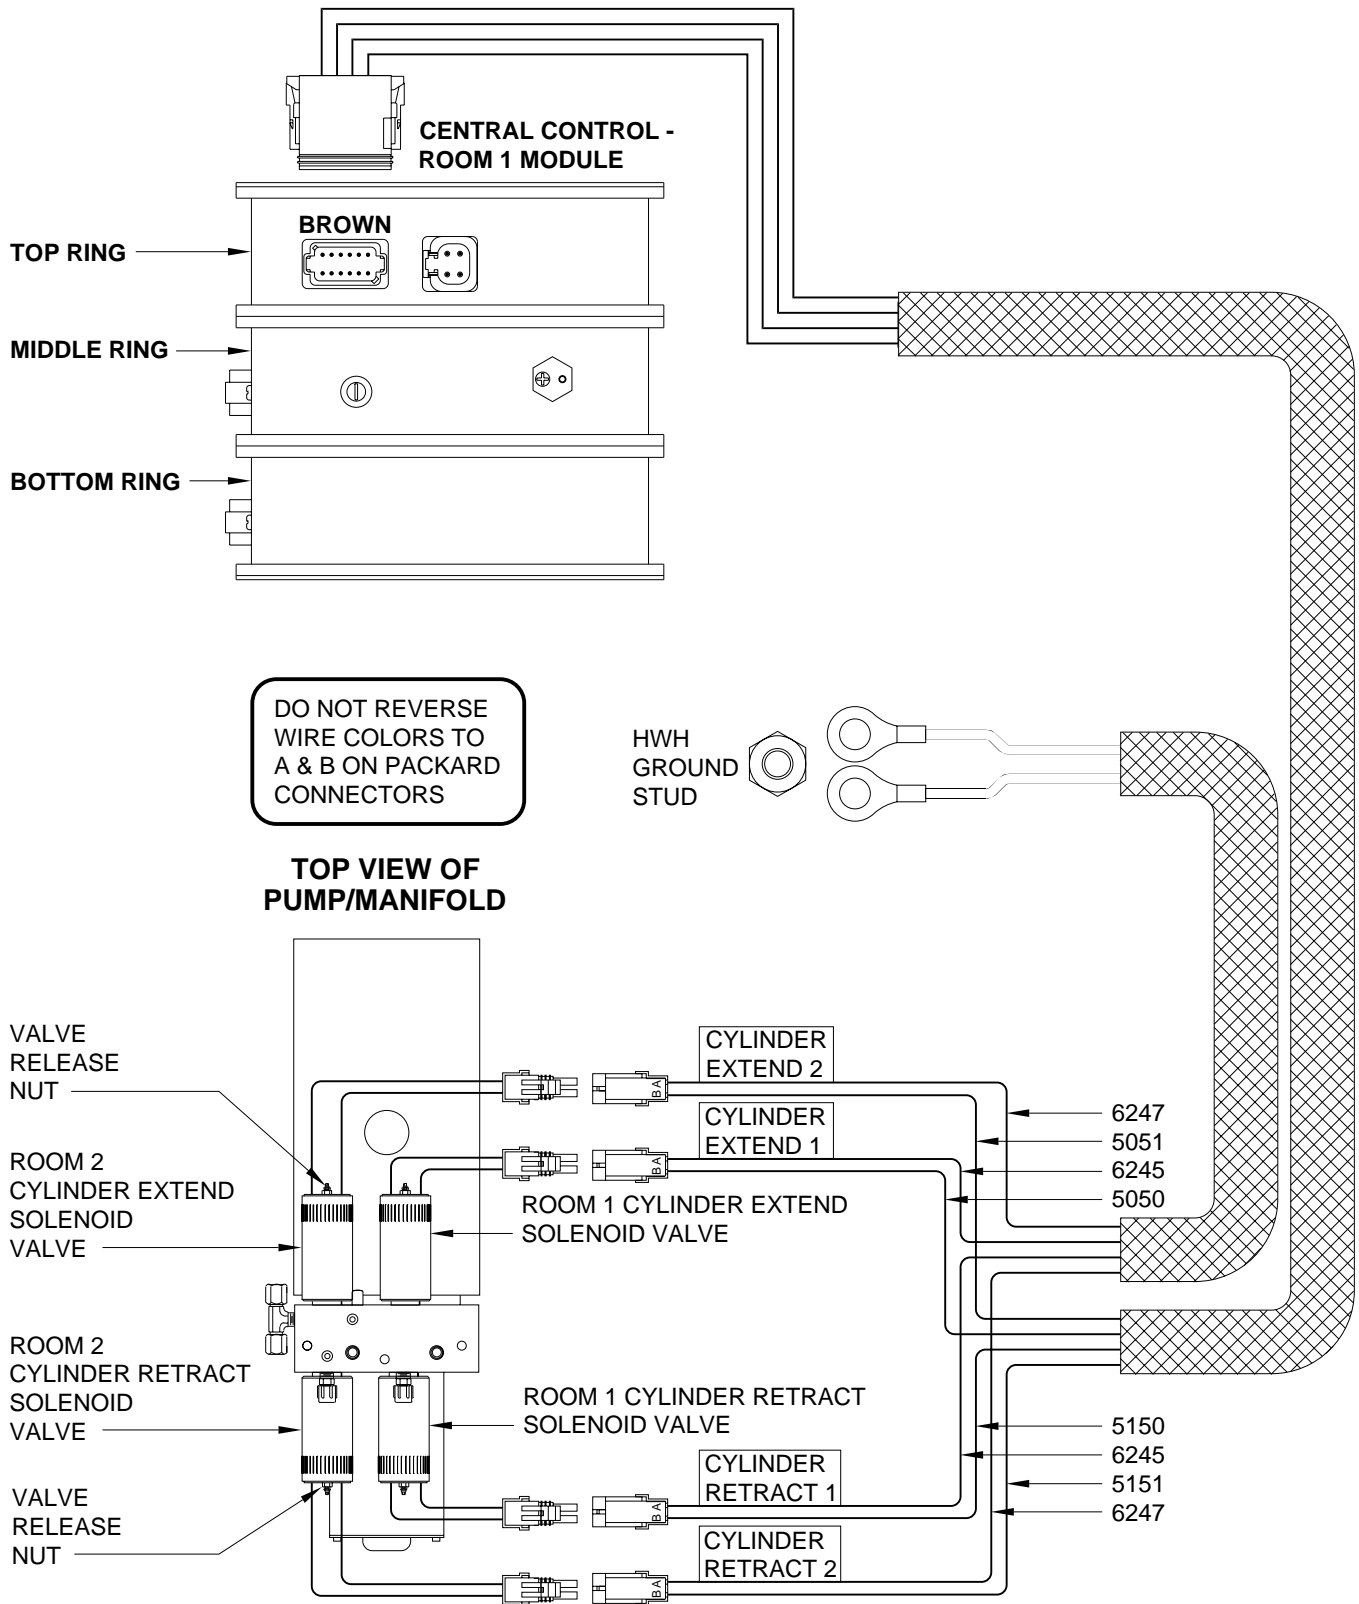 CENTRAL CONTROL -
ROOM 1 MODULE
BROWN
TOP RING
MIDDLE RING
BOTTOM RING
DO NOT REVERSE
WIRE COLORS TO
A & B ON PACKARD
CONNECTORS
HWH
GROUND
STUD
TOP VIEW OF
PUMP/MANIFOLD
VALVE
RELEASE
NUT
CYLINDER
EXTEND 2
B A
CYLINDER
EXTEND 1
B A
6247
5051
6245
5050
ROOM 2
CYLINDER EXTEND
SOLENOID
VALVE
ROOM 1 CYLINDER EXTEND
SOLENOID VALVE
ROOM 2
CYLINDER RETRACT
SOLENOID
VALVE
ROOM 1 CYLINDER RETRACT
SOLENOID VALVE
5150
6245
5151
6247
CYLINDER
RETRACT 1
B A
VALVE
RELEASE
NUT
CYLINDER
RETRACT 2
B A